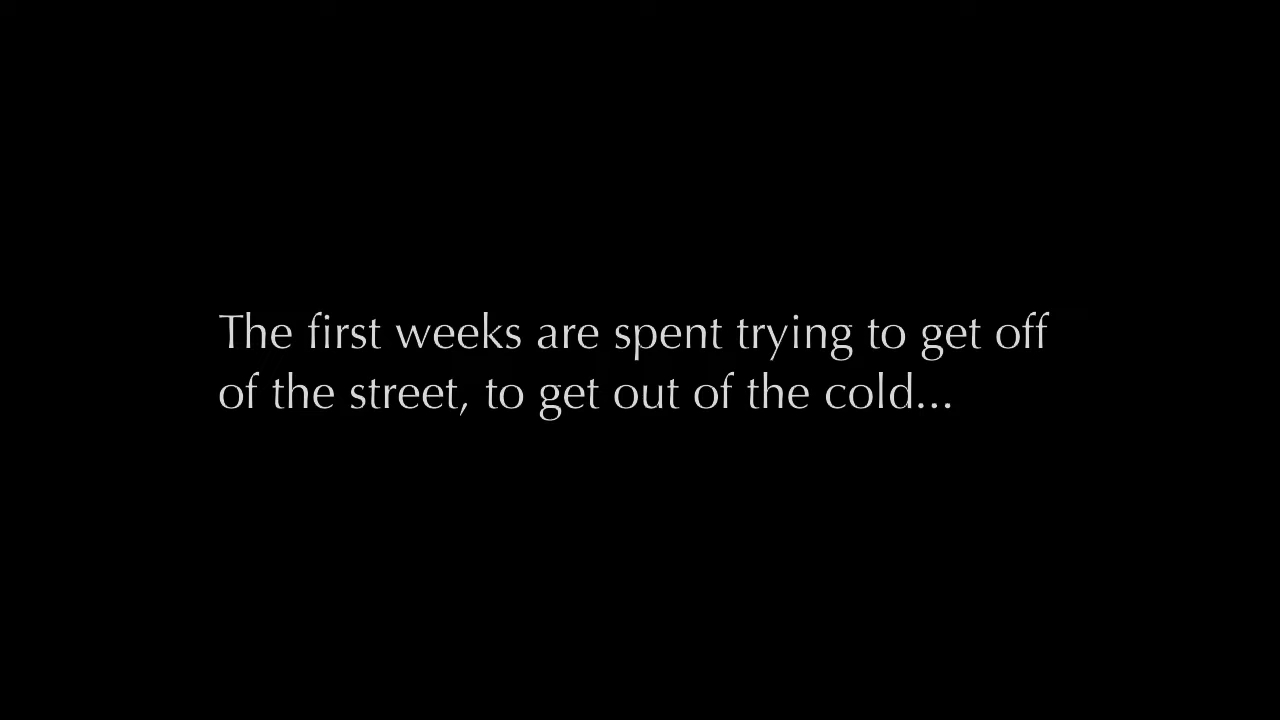 The first weeks are spent trying to get off
of the street, to get out of the cold...